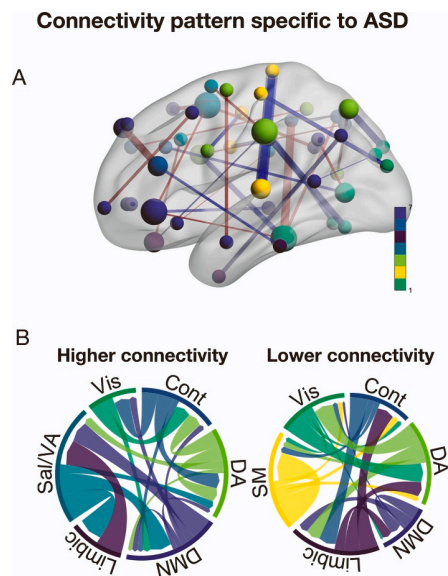 Connectivity pattern specific to ASD
A
7
1
B
Higher connectivity
Lower connectivity
Vis
Cont
Sal/VA
DA
Limbic
DMN
Vis
Cont
SM
DA
Limbic
DMN